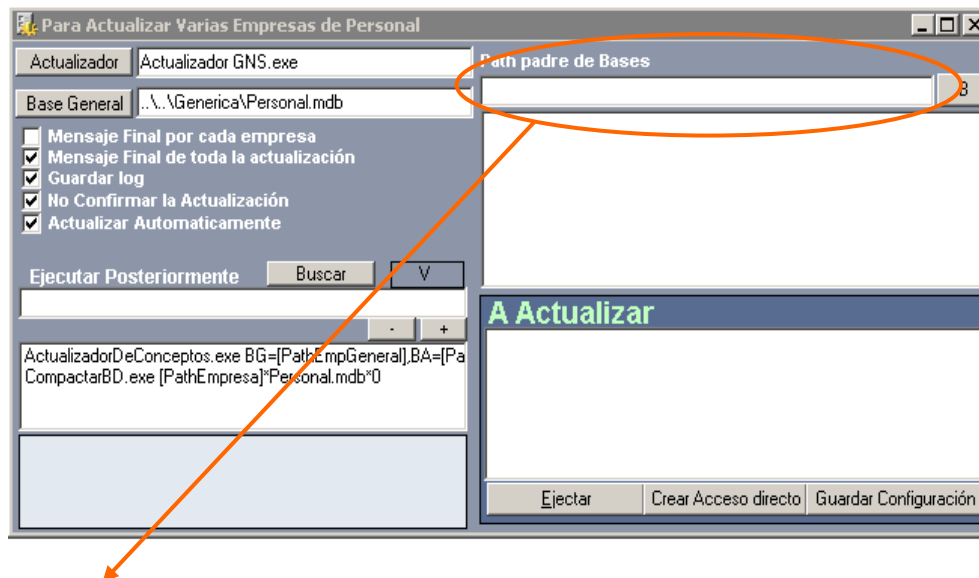 Para Actualizar Varias Empresas de Personal
Actualizador
Actualizador GNS.exe
Base General
..\..\Generica\Personal.mdb
Mensaje Final por cada empresa
Mensaje Final de toda la actualización
Guardar log
No Confirmar la Actualización
Actualizar Automaticamente
Ejecutar Posteriormente
Buscar
V
-
+
ActualizadorDeConceptos.exe BG=[PathEmpGeneral],BA=[Pa
CompactarBD.exe [PathEmpresa]*Personal.mdb*0
Path padre de Bases
B
A Actualizar
Ejectar
Crear Acceso directo
Guardar Configuración